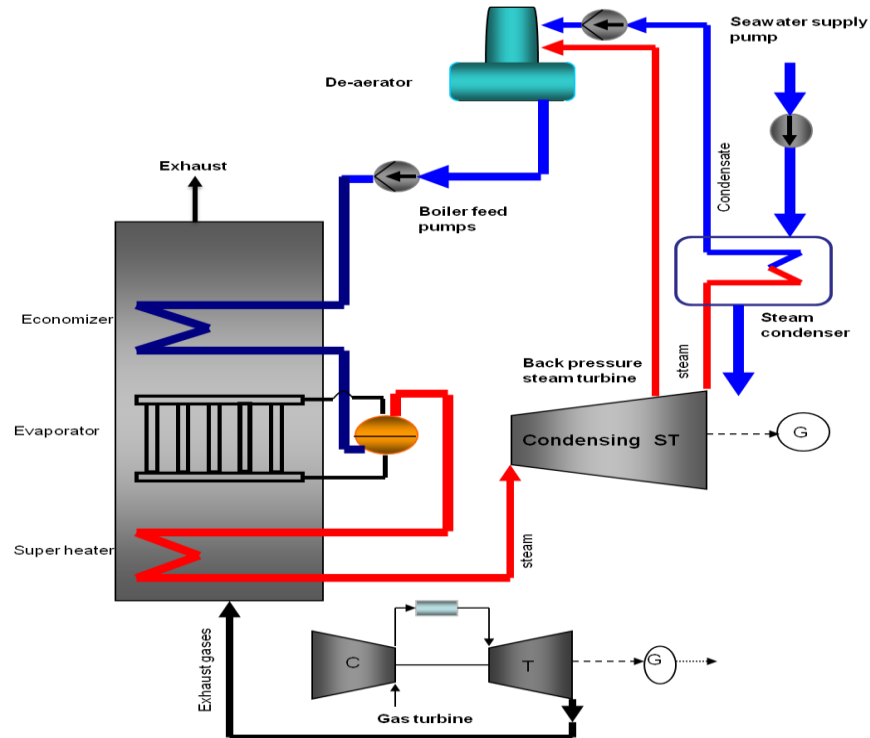 Seawater supply
pump
De-aerator
Condensate
Exhaust
Boiler feed
pumps
Economizer
Steam
condenser
Back pressure
steam turbine
steam
Evaporator
Condensing ST
G
Super heater
steam
Exhaust gases
C
T
G
Gas turbine